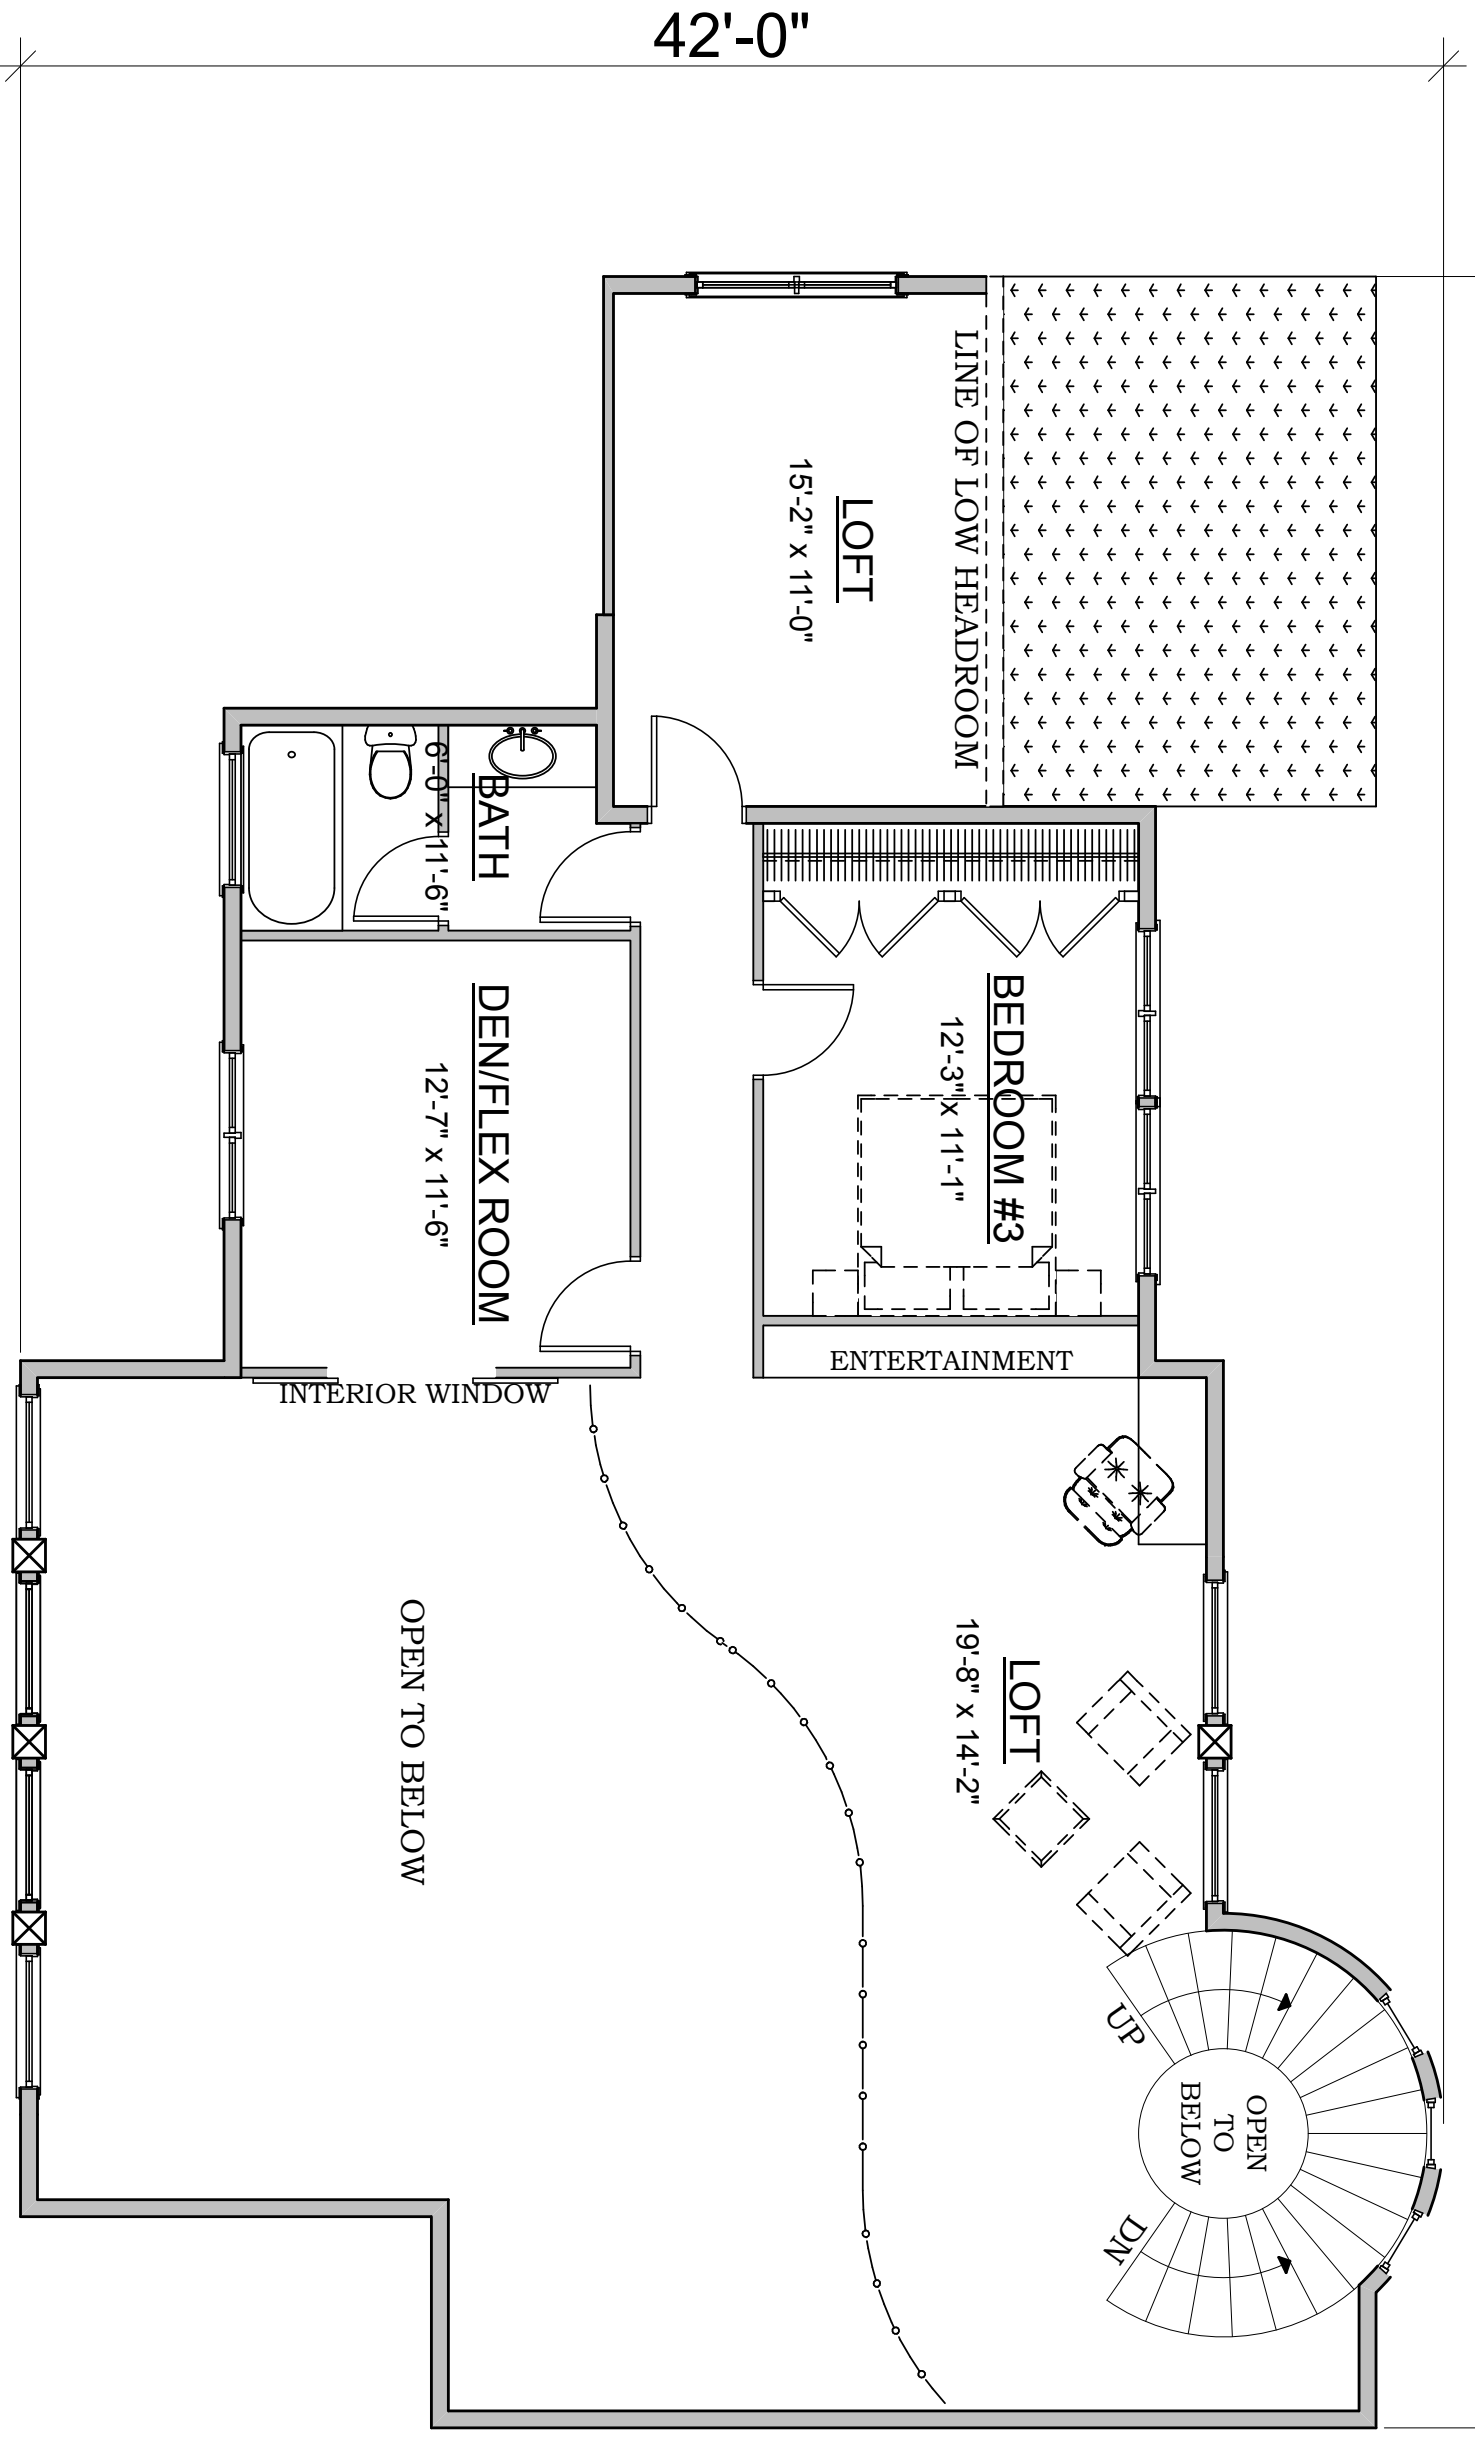 42'-0"
LINE OF LOW HEADROOM
LOFT
15'-2" x 11'-0"
BATH
6'-0" x 11'-6"
BEDROOM #3
12'-3" x 11'-1"
DEN/FLEX ROOM
12'-7" x 11'-6"
ENTERTAINMENT
INTERIOR WINDOW
LOFT
19'-8" x 14'-2"
OPEN TO BELOW
UP
OPEN
TO
BELOW
DN